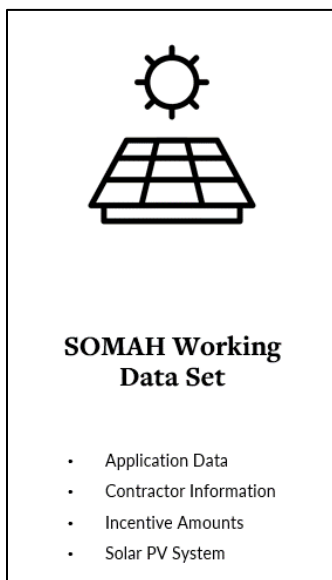 SOMAH Working
Data Set
• Application Data
• Contractor Information
• Incentive Amounts
• Solar PV System